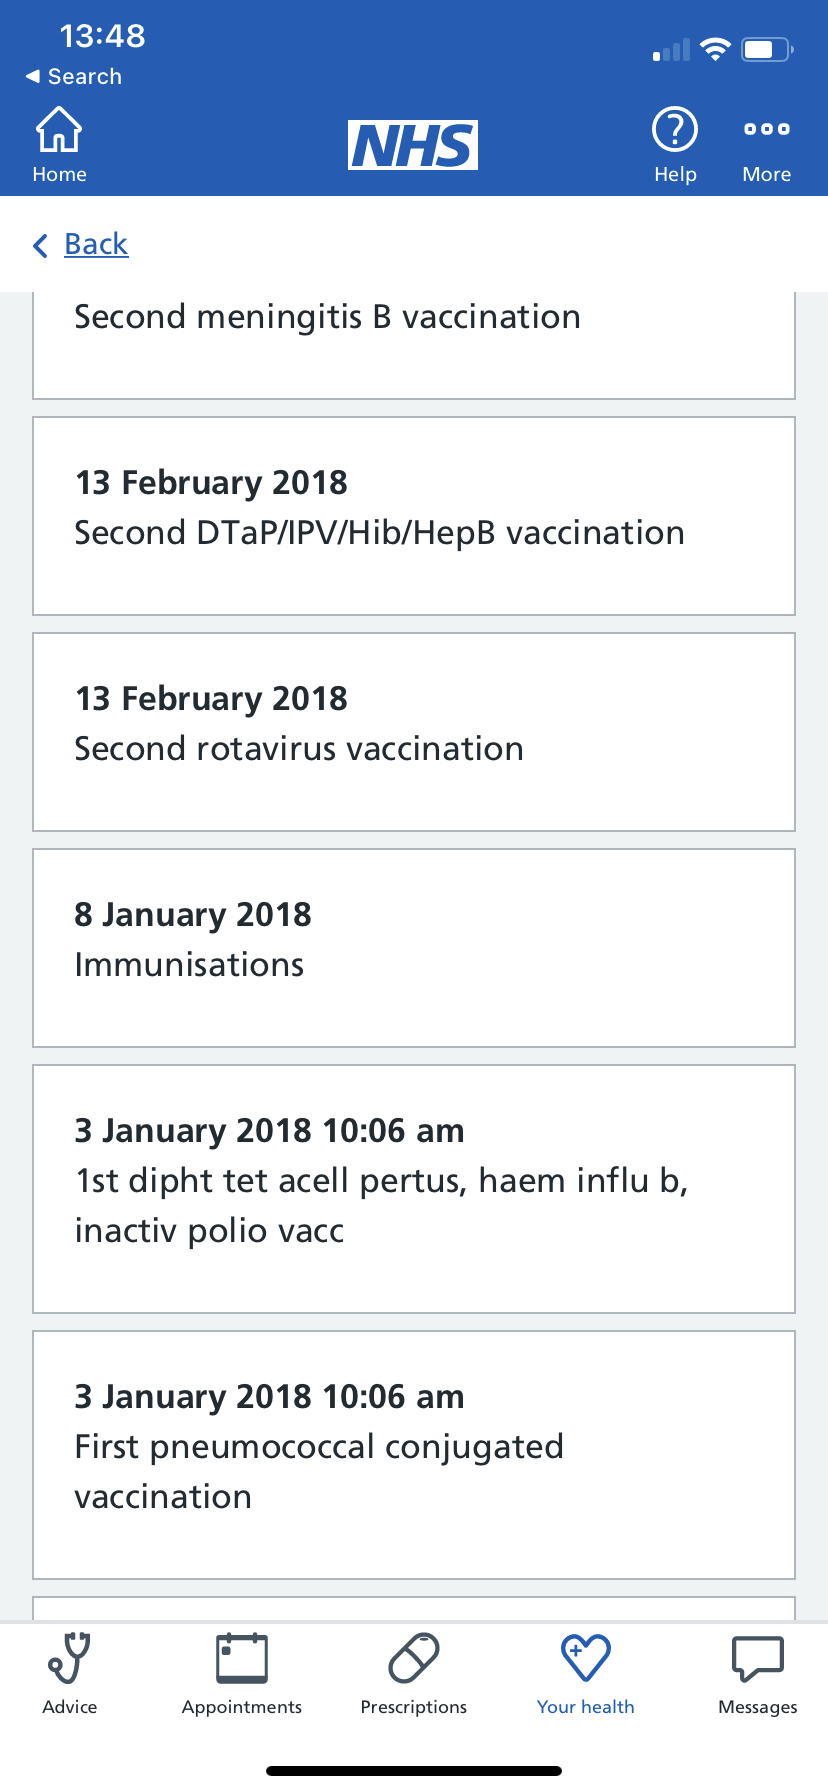 13:48
Search
Home
NHS
Help
More
Back
Second meningitis B vaccination
13 February 2018
Second DTaP/IPV/Hib/HepB vaccination
13 February 2018
Second rotavirus vaccination
8 January 2018
Immunisations
3 January 2018 10:06 am
1st dipht tet acell pertus, haem influ b,
inactiv polio vacc
3 January 2018 10:06 am
First pneumococcal conjugated
vaccination
Advice
Appointments
Prescriptions
Your health
Messages